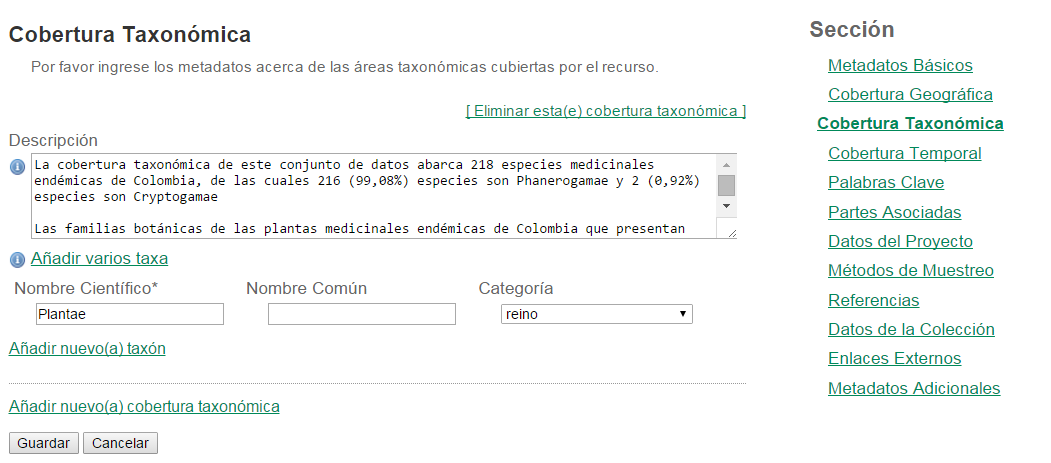 Cobertura Taxonómica
Por favor ingrese los metadatos acerca de las áreas taxonómicas cubiertas por el recurso.
[ Eliminar esta(e) cobertura taxonómica ]
Descripción
La cobertura taxonómica de este conjunto de datos abarca 218 especies medicinales
endémicas de Colombia, de las cuales 216 (99,08%) especies son Phanerogamae y 2 (0,92%)
especies son Cryptogamae
Las familias botánicas de las plantas medicinales endémicas de Colombia que presentan
Añadir varios taxa
Nombre Científico* Nombre Común Categoría
Plantae reino
Añadir nuevo(a) taxón
Añadir nuevo(a) cobertura taxonómica
Guardar Cancelar
Sección
Metadatos Básicos
Cobertura Geográfica
Cobertura Taxonómica
Cobertura Temporal
Palabras Clave
Partes Asociadas
Datos del Proyecto
Métodos de Muestreo
Referencias
Datos de la Colección
Enlaces Externos
Metadatos Adicionales